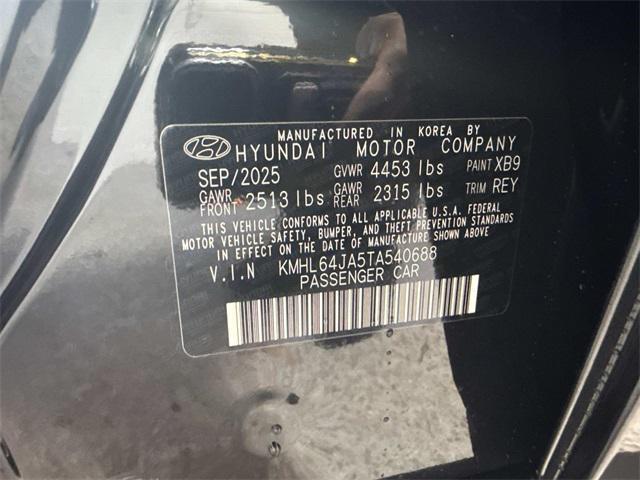 MANUFACTURED IN KOREA BY
HYUNDAI MOTOR COMPANY
SEP/2025 GVWR 4453 lbs PAINT XB9
GAWR FRONT 2513 lbs GAWR REAR 2315 lbs TRIM REY
THIS VEHICLE CONFORMS TO ALL APPLICABLE U.S.A. FEDERAL
MOTOR VEHICLE SAFETY, BUMPER, AND THEFT PREVENTION STANDARDS
IN EFFECT ON THE DATE OF MANUFACTURE SHOWN ABOVE.
V.I.N KMHL64JA5TA540688
PASSENGER CAR